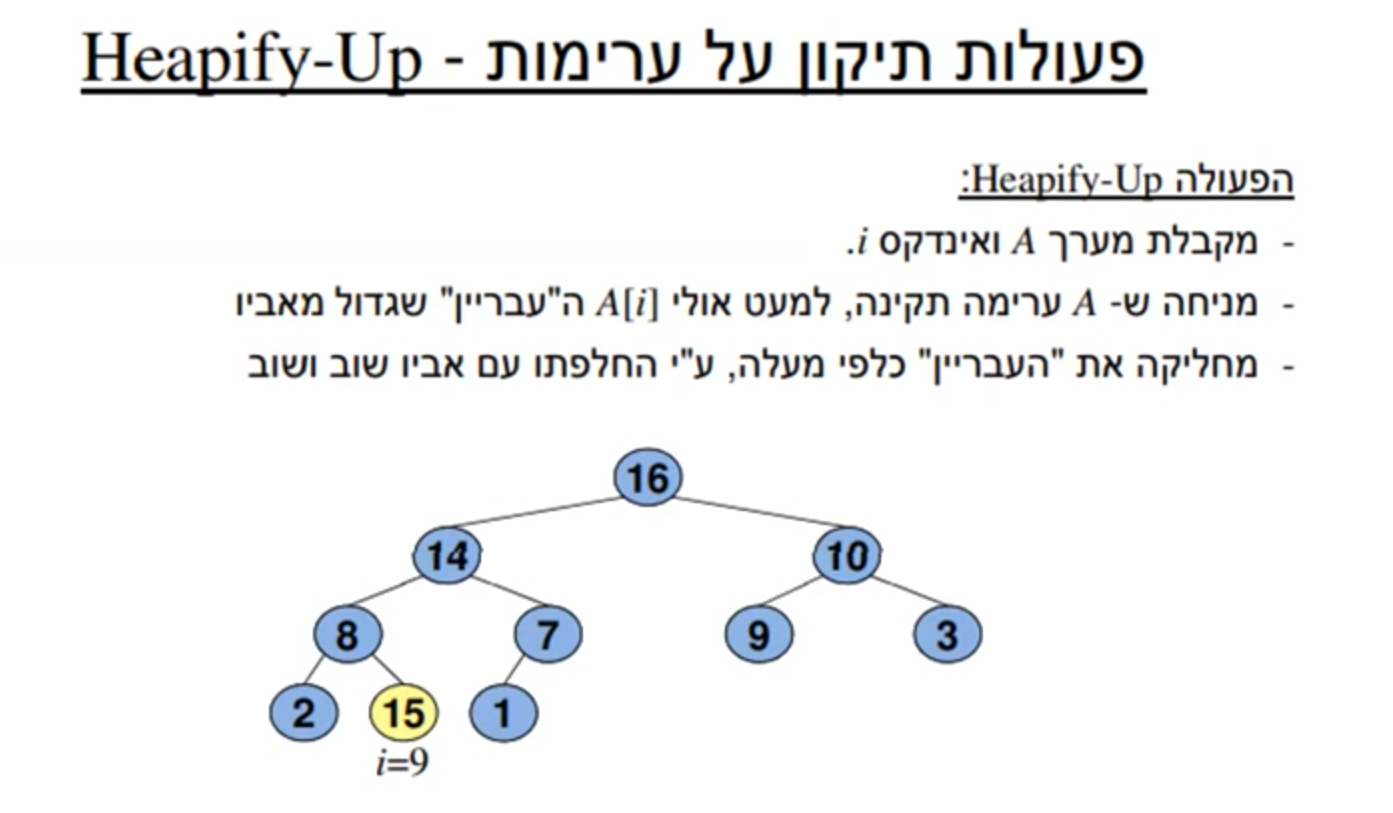 פעולות תיקון על ערימות - Heapify-Up
הפעולה Heapify-Up:
- מקבלת מערך A ואינדקס i.
- מניחה ש- A ערימה תקינה, למעט אולי A[i] ה"עבריין" שגדול מאביו
- מחליקה את "העבריין" כלפי מעלה, ע"י החלפתו עם אביו שוב ושוב
16
14 10
8 7 9 3
2 15 1
i=9